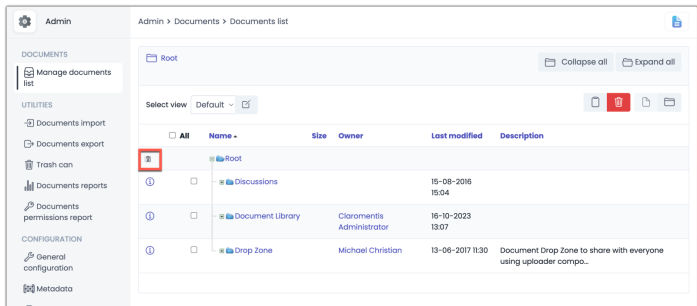 Admin
Admin > Documents > Documents list
DOCUMENTS
Manage documents
list
UTILITIES
Documents import
Documents export
Trash can
Documents reports
Documents
permissions report
CONFIGURATION
General
configuration
Metadata
Root
Collapse all
Expand all
Select view Default
All Name Size Owner Last modified Description
Root
Discussions 15-08-2016
15:04
Document Library Claromentis 16-10-2023
Administrator 13:07
Drop Zone Michael Christian 13-06-2017 11:30 Document Drop Zone to share with everyone
using uploader compo...